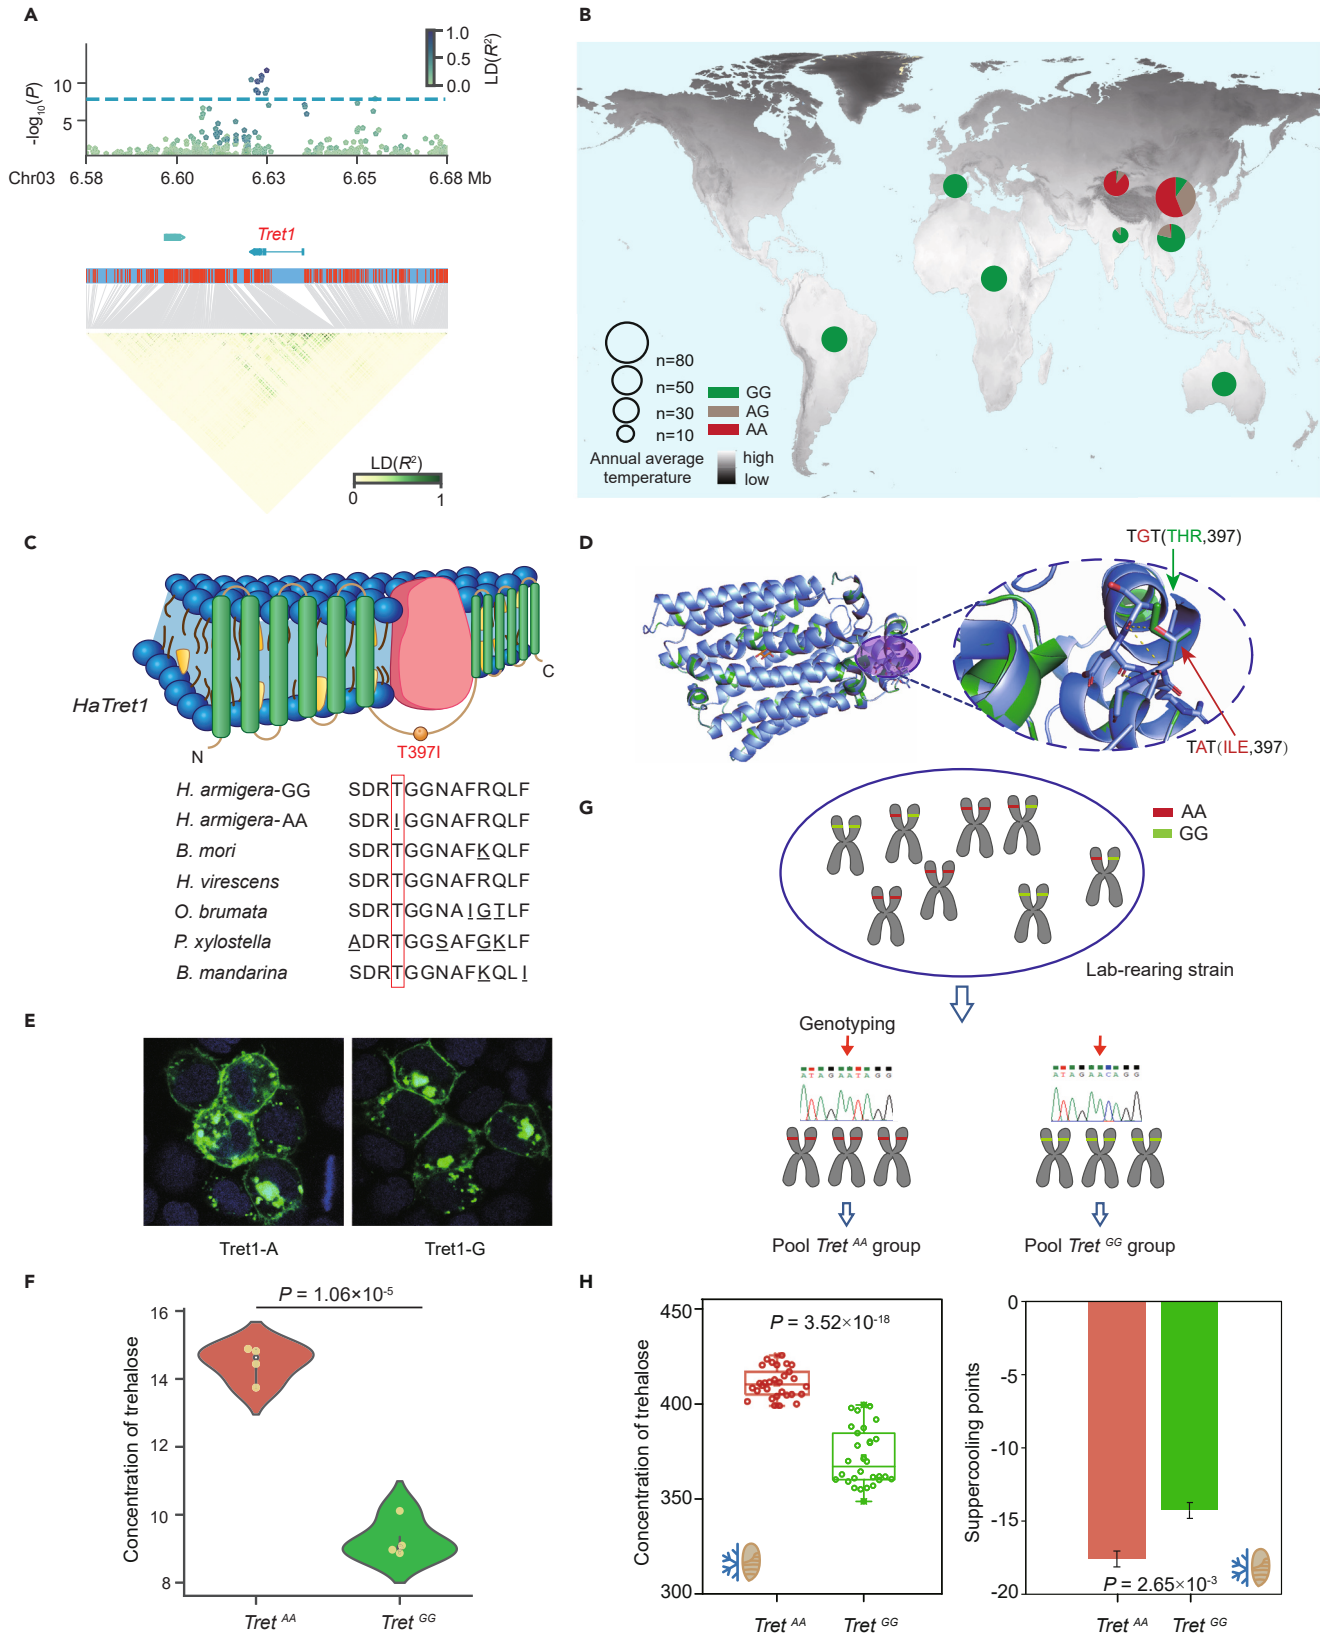 A
1.0
0.5
0.0
LD(R²)
10
5
-log₁₀(P)
Chr03 6.58 6.60 6.63 6.65 6.68 Mb
Tret1
LD(R²)
0 1
B
n=80
n=50
n=30
n=10
GG
AG
AA
Annual average
temperature
high
low
C
HaTret1
N
C
T397I
H. armigera-GG SDRTGGNAFRQLF
H. armigera-AA SDRIGGNAFRQLF
B. mori SDRTGGNAFKQLF
H. virescens SDRTGGNAFRQLF
O. brumata SDRTGGNAIGTLF
P. xylostella ADRTGGSAFGKLF
B. mandarina SDRTGGNAFKQLI
D
TGT(THR,397)
TAT(ILE,397)
E
Tret1-A Tret1-G
G
AA
GG
Lab-rearing strain
Genotyping
ATAGAATAGG
ATAGAACAGG
Pool Tret AA group
Pool Tret GG group
F
P = 1.06×10-5
16
14
12
10
8
Concentration of trehalose
Tret AA Tret GG
H
450
400
350
300
P = 3.52×10-18
Concentration of trehalose
Tret AA Tret GG
0
-5
-10
-15
-20
Suppercooling points
P = 2.65×10-3
Tret AA Tret GG